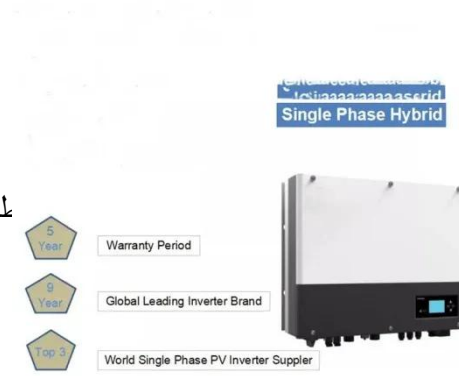 Single Phase Hybrid
5
Year
Warranty Period
9
Year
Global Leading Inverter Brand
Top 3
World Single Phase PV Inverter Suppler